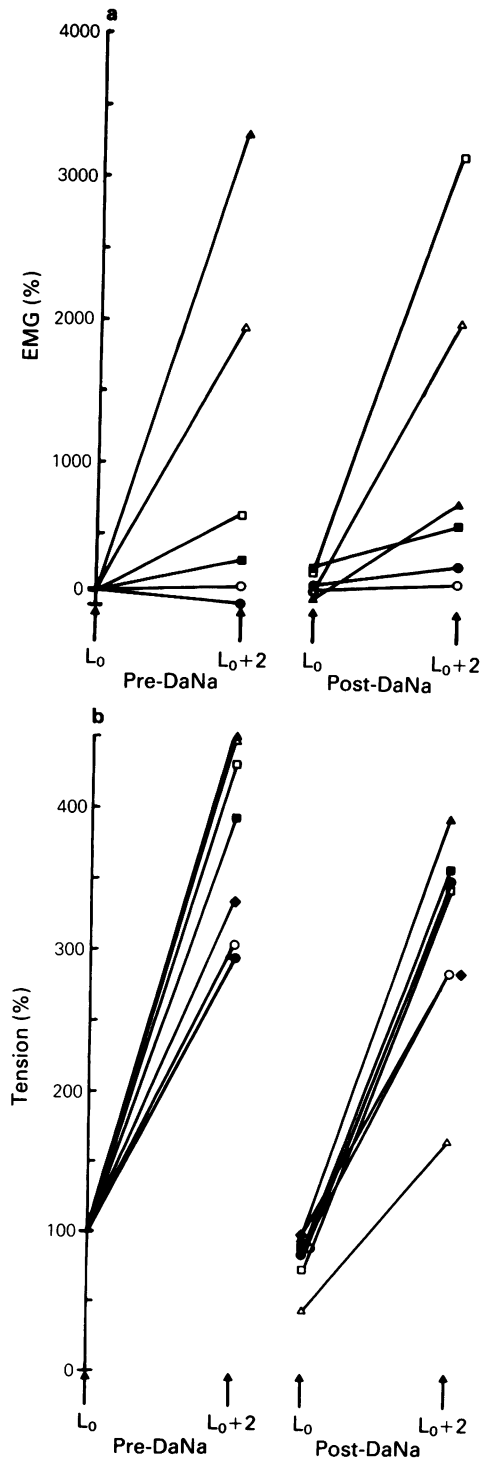 a
4000
3000
EMG (%)
2000
1000
0
L₀ L₀+2 L₀ L₀+2
Pre-DaNa Post-DaNa
b
400
300
Tension (%)
200
100
0
L₀ L₀+2 L₀ L₀+2
Pre-DaNa Post-DaNa